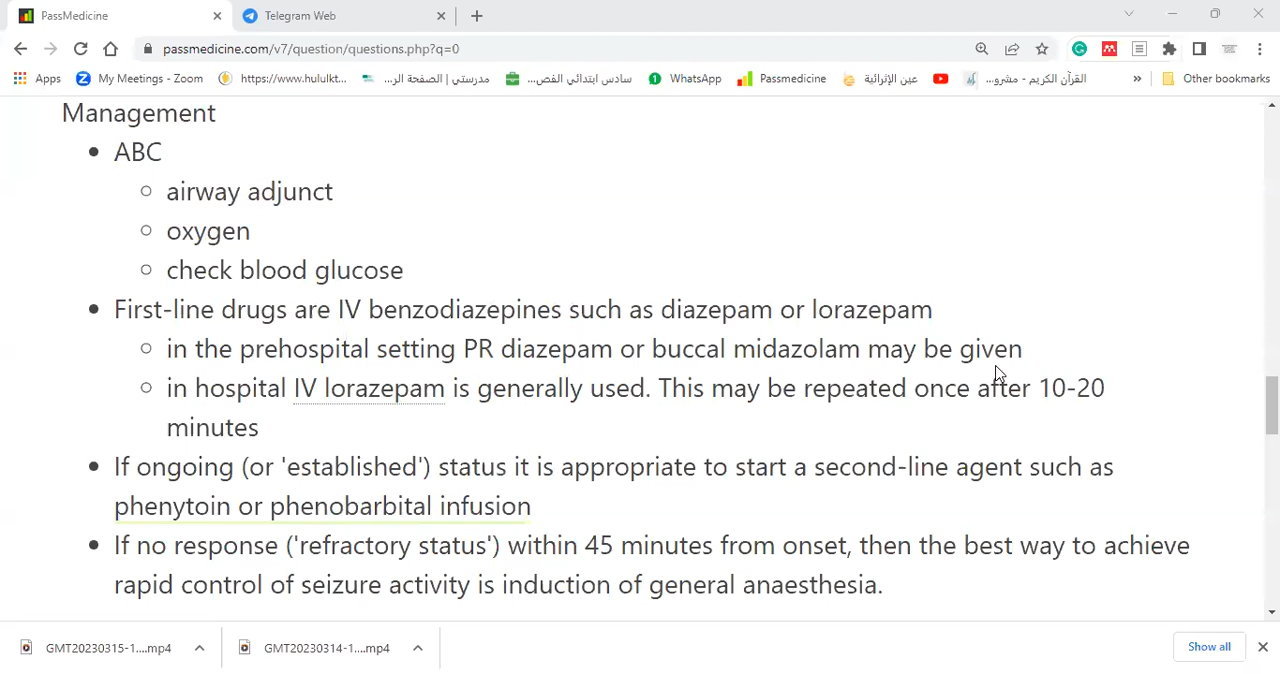 PassMedicine
Telegram Web
passmedicine.com/v7/question/questions.php?q=0
Apps
My Meetings - Zoom
https://www.hululkt...
مدرستي | الصفحة الر...
سادس ابتدائي الفص...
WhatsApp
Passmedicine
عين الإثرائية
القرآن الكريم - مشرو...
Other bookmarks
Management
ABC
airway adjunct
oxygen
check blood glucose
First-line drugs are IV benzodiazepines such as diazepam or lorazepam
in the prehospital setting PR diazepam or buccal midazolam may be given
in hospital IV lorazepam is generally used. This may be repeated once after 10-20
minutes
If ongoing (or 'established') status it is appropriate to start a second-line agent such as
phenytoin or phenobarbital infusion
If no response ('refractory status') within 45 minutes from onset, then the best way to achieve
rapid control of seizure activity is induction of general anaesthesia.
GMT20230315-1....mp4
GMT20230314-1....mp4
Show all